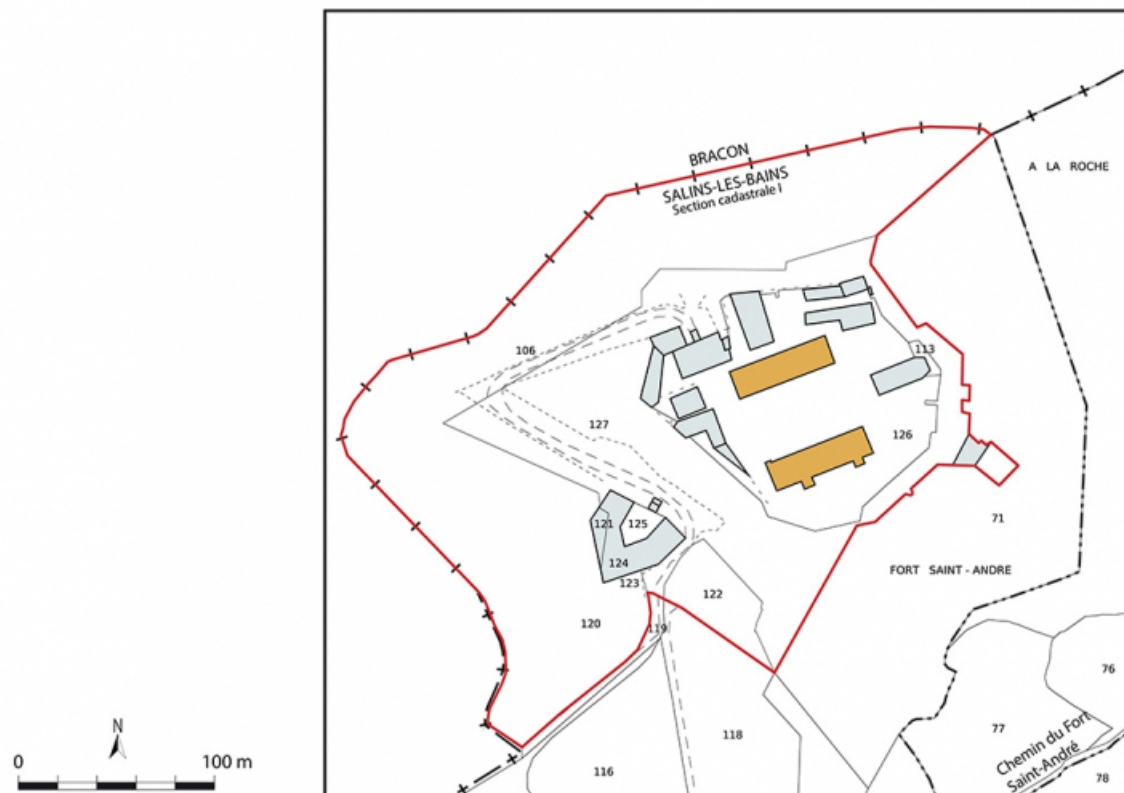 BRACON
SALINS-LES-BAINS
Section cadastrale I
A LA ROCHE
106
113
127
126
121
125
71
124
FORT SAINT - ANDRE
123
122
120
119
76
N
77
118
Chemin du Fort
Saint-André
0
100 m
116
78